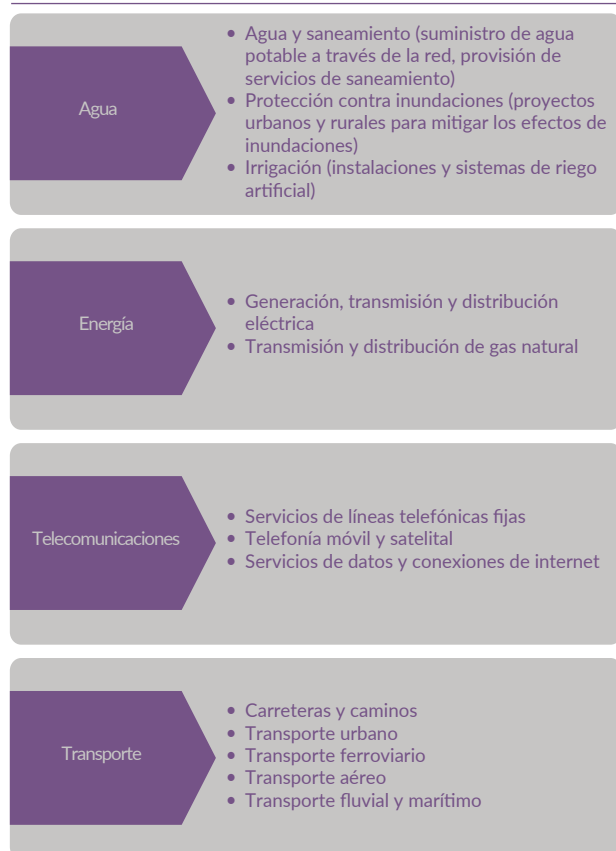 Agua
• Agua y saneamiento (suministro de agua
potable a través de la red, provisión de
servicios de saneamiento)
• Protección contra inundaciones (proyectos
urbanos y rurales para mitigar los efectos de
inundaciones)
• Irrigación (instalaciones y sistemas de riego
artificial)
Energía
• Generación, transmisión y distribución
eléctrica
• Transmisión y distribución de gas natural
Telecomunicaciones
• Servicios de líneas telefónicas fijas
• Telefonía móvil y satelital
• Servicios de datos y conexiones de internet
Transporte
• Carreteras y caminos
• Transporte urbano
• Transporte ferroviario
• Transporte aéreo
• Transporte fluvial y marítimo